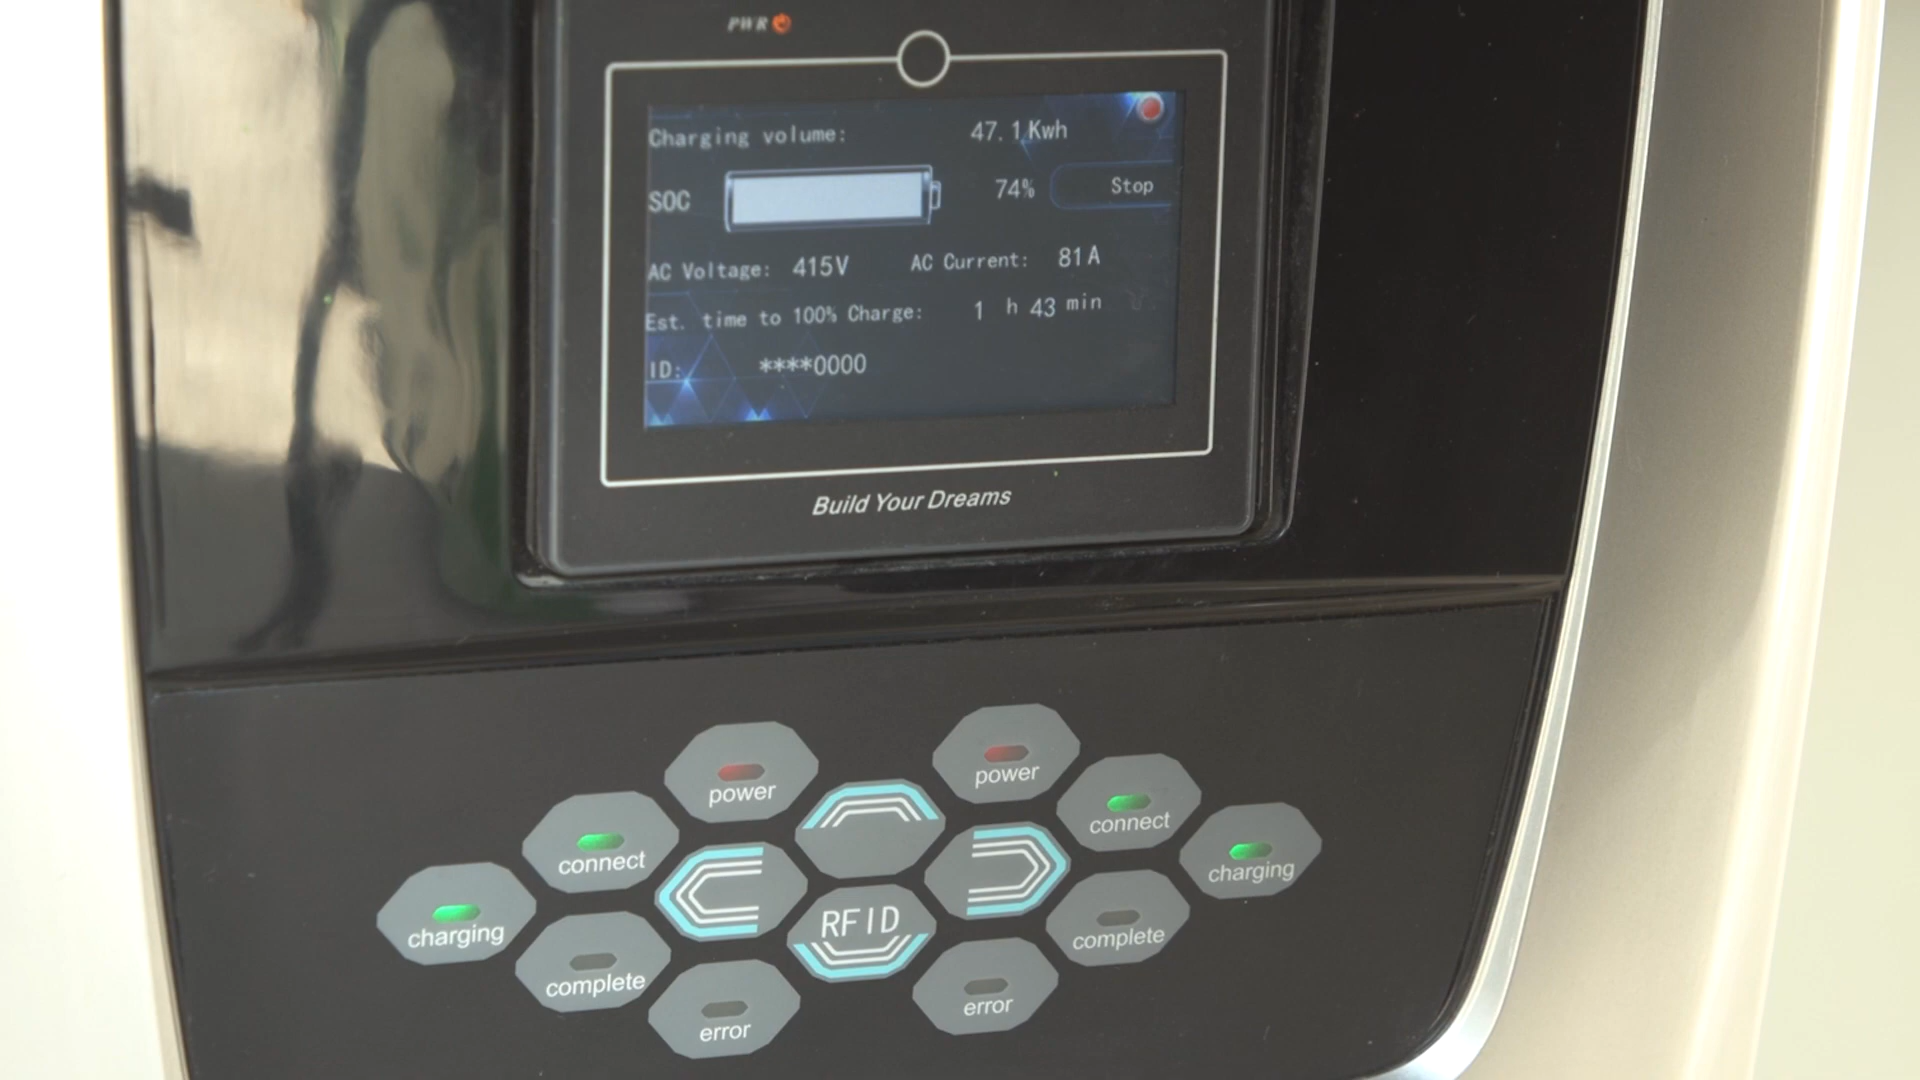 PWR
Charging volume: 47.1Kwh
SOC 74% Stop
AC Voltage: 415V AC Current: 81A
Est. time to 100% Charge: 1 h 43 min
ID: ****0000
Build Your Dreams
power power
connect connect
charging charging
RFID
complete complete
error error